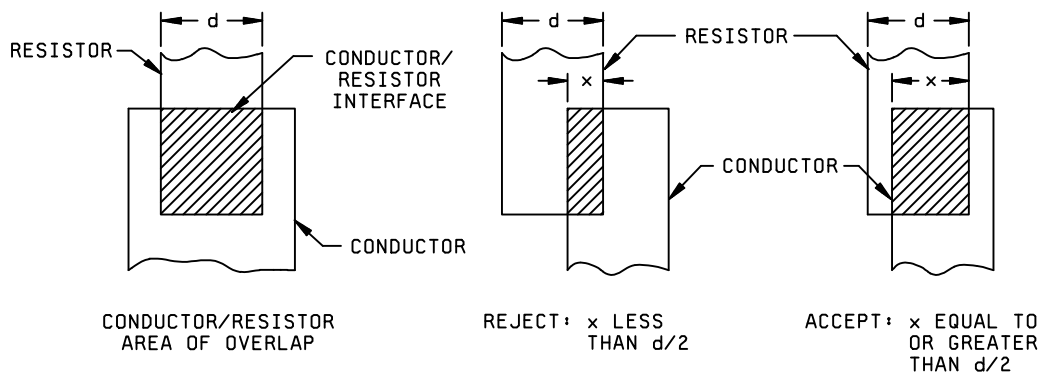 d
RESISTOR
CONDUCTOR/
RESISTOR
INTERFACE
CONDUCTOR
CONDUCTOR/RESISTOR
AREA OF OVERLAP
d
RESISTOR
x
CONDUCTOR
REJECT: x LESS
THAN d/2
d
x
ACCEPT: x EQUAL TO
OR GREATER
THAN d/2